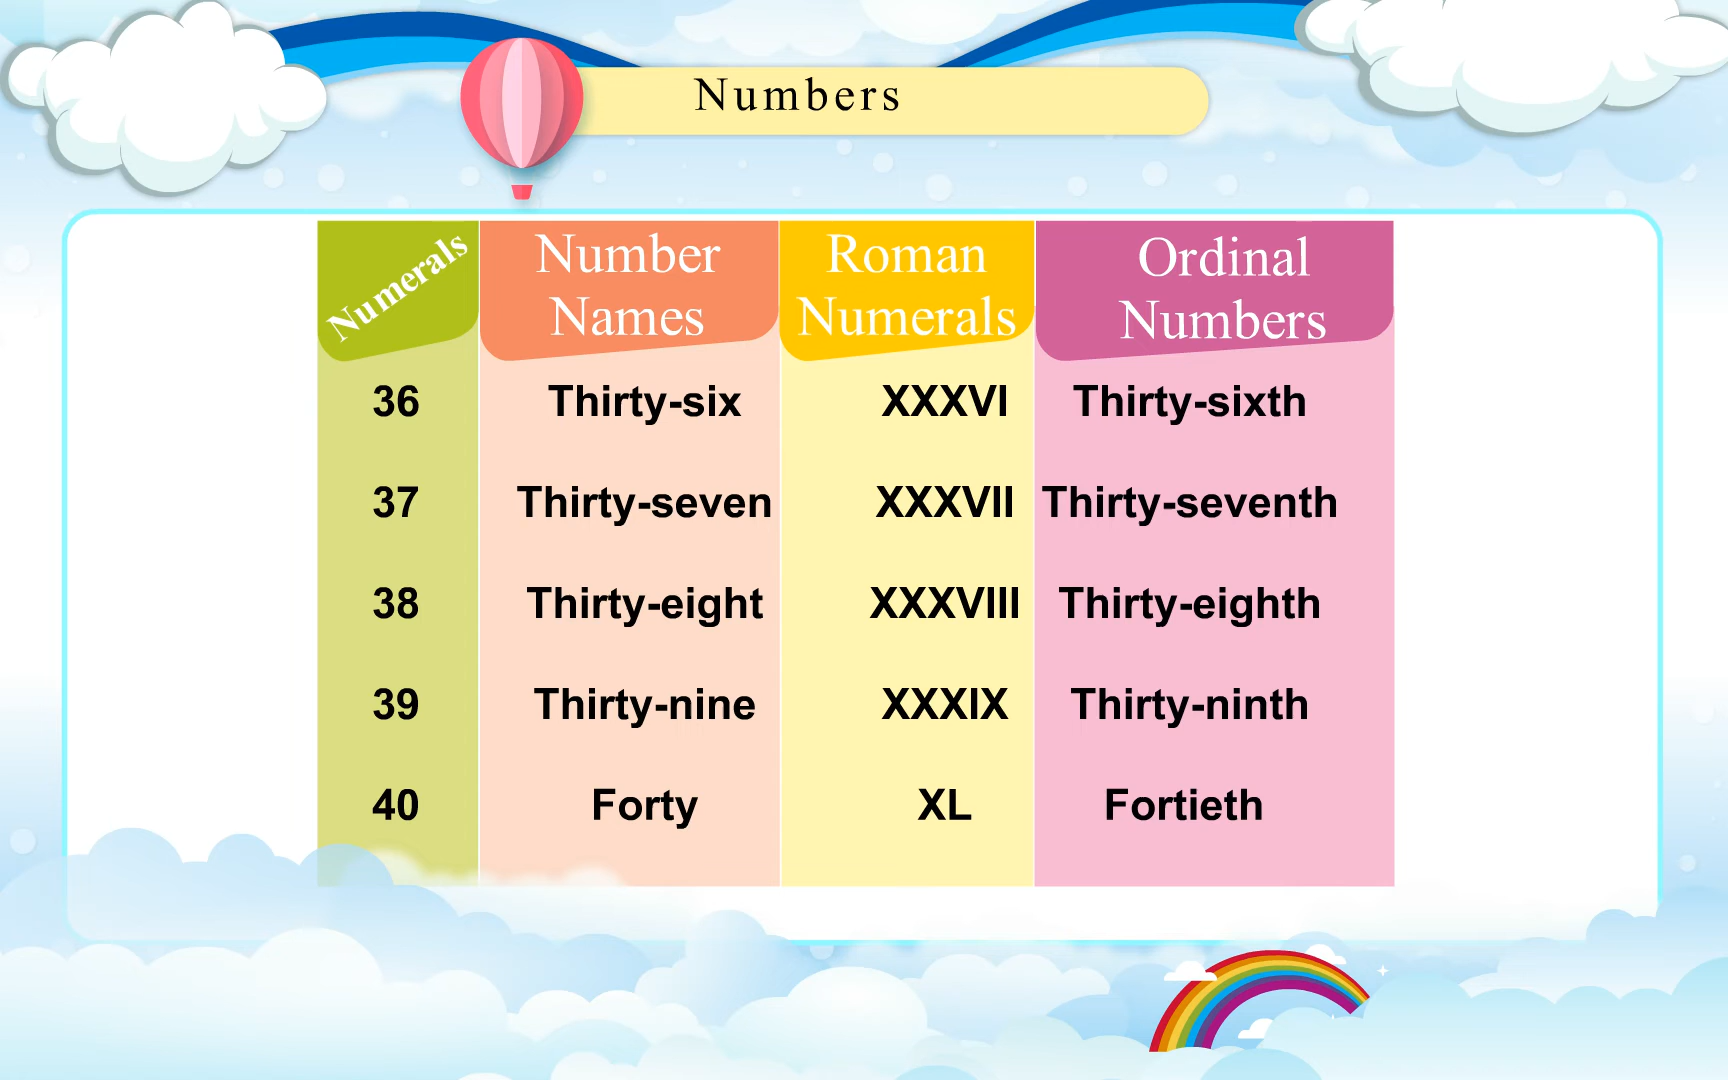 Numbers
Numerals
Number Names
Roman Numerals
Ordinal Numbers
36 Thirty-six XXXVI Thirty-sixth
37 Thirty-seven XXXVII Thirty-seventh
38 Thirty-eight XXXVIII Thirty-eighth
39 Thirty-nine XXXIX Thirty-ninth
40 Forty XL Fortieth